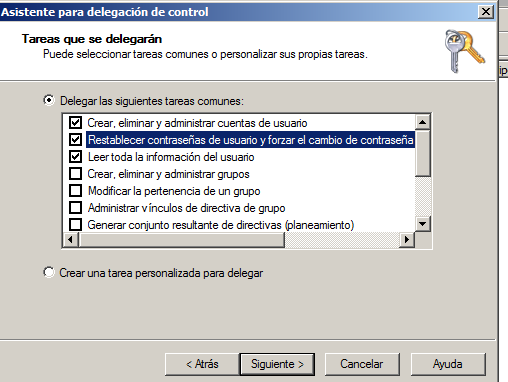 Asistente para delegación de control
Tareas que se delegarán
Puede seleccionar tareas comunes o personalizar sus propias tareas.
Delegar las siguientes tareas comunes:
Crear, eliminar y administrar cuentas de usuario
Restablecer contraseñas de usuario y forzar el cambio de contraseña
Leer toda la información del usuario
Crear, eliminar y administrar grupos
Modificar la pertenencia de un grupo
Administrar vínculos de directiva de grupo
Generar conjunto resultante de directivas (planeamiento)
Crear una tarea personalizada para delegar
< Atrás Siguiente > Cancelar Ayuda